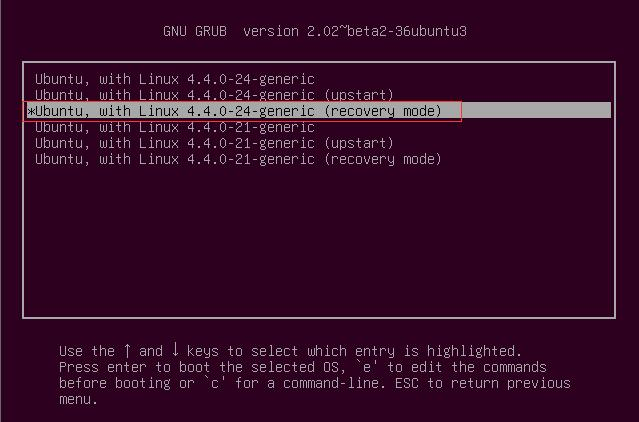 GNU GRUB  version 2.02~beta2-36ubuntu3
Ubuntu, with Linux 4.4.0-24-generic
Ubuntu, with Linux 4.4.0-24-generic (upstart)
*Ubuntu, with Linux 4.4.0-24-generic (recovery mode)
Ubuntu, with Linux 4.4.0-21-generic
Ubuntu, with Linux 4.4.0-21-generic (upstart)
Ubuntu, with Linux 4.4.0-21-generic (recovery mode)
Use the ↑ and ↓ keys to select which entry is highlighted.
Press enter to boot the selected OS, `e' to edit the commands
before booting or `c' for a command-line. ESC to return previous
menu.